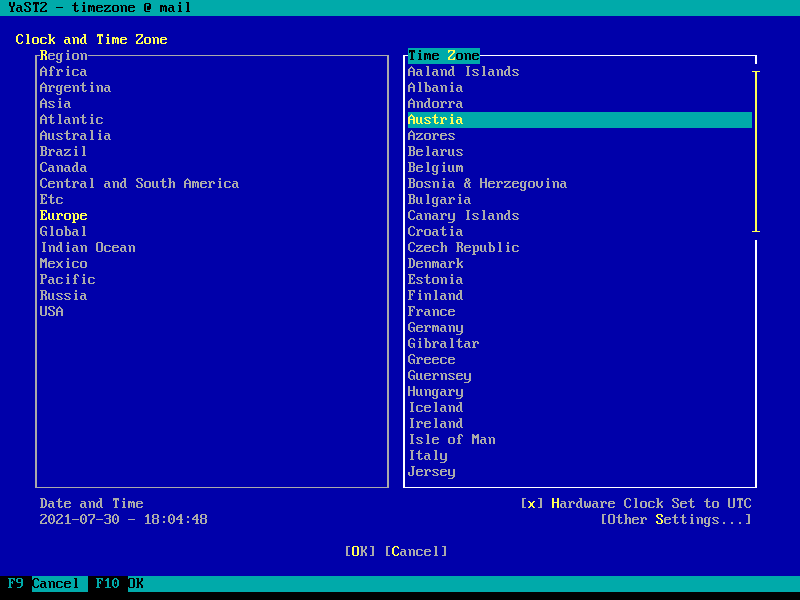 YaST2 - timezone @ mail
Clock and Time Zone
Region
Africa
Argentina
Asia
Atlantic
Australia
Brazil
Canada
Central and South America
Etc
Europe
Global
Indian Ocean
Mexico
Pacific
Russia
USA
Time Zone
Aaland Islands
Albania
Andorra
Austria
Azores
Belarus
Belgium
Bosnia & Herzegovina
Bulgaria
Canary Islands
Croatia
Czech Republic
Denmark
Estonia
Finland
France
Germany
Gibraltar
Greece
Guernsey
Hungary
Iceland
Ireland
Isle of Man
Italy
Jersey
Date and Time
2021-07-30 - 18:04:48
[x] Hardware Clock Set to UTC
[Other Settings...]
[OK] [Cancel]
F9 Cancel F10 OK